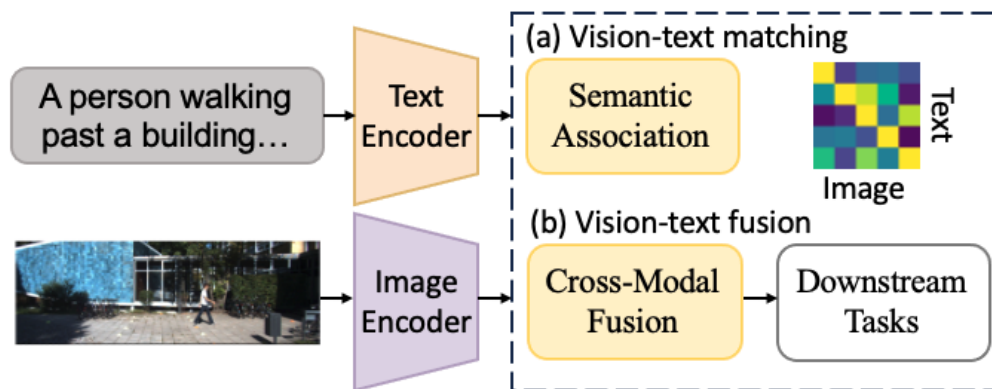 A person walking
past a building…
Text
Encoder
(a) Vision-text matching
Semantic
Association
Text
Image
Image
Encoder
(b) Vision-text fusion
Cross-Modal
Fusion
Downstream
Tasks